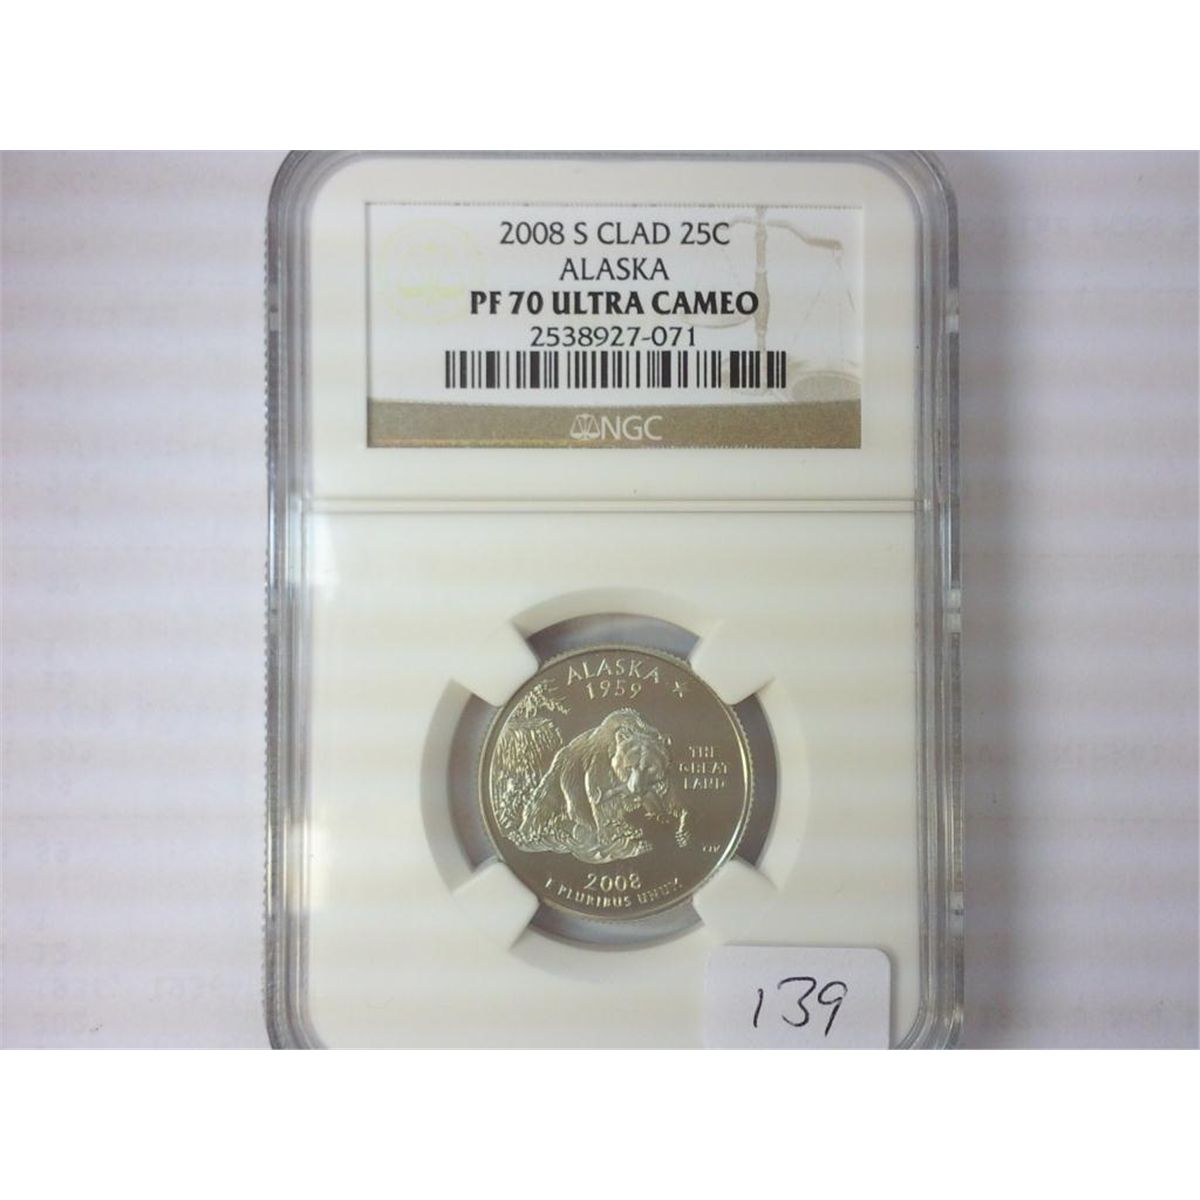 2008 S CLAD 25C
ALASKA
PF 70 ULTRA CAMEO
2538927-071
NGC
ALASKA
1959
THE
GREAT
LAND
2008
E PLURIBUS UNUM
139